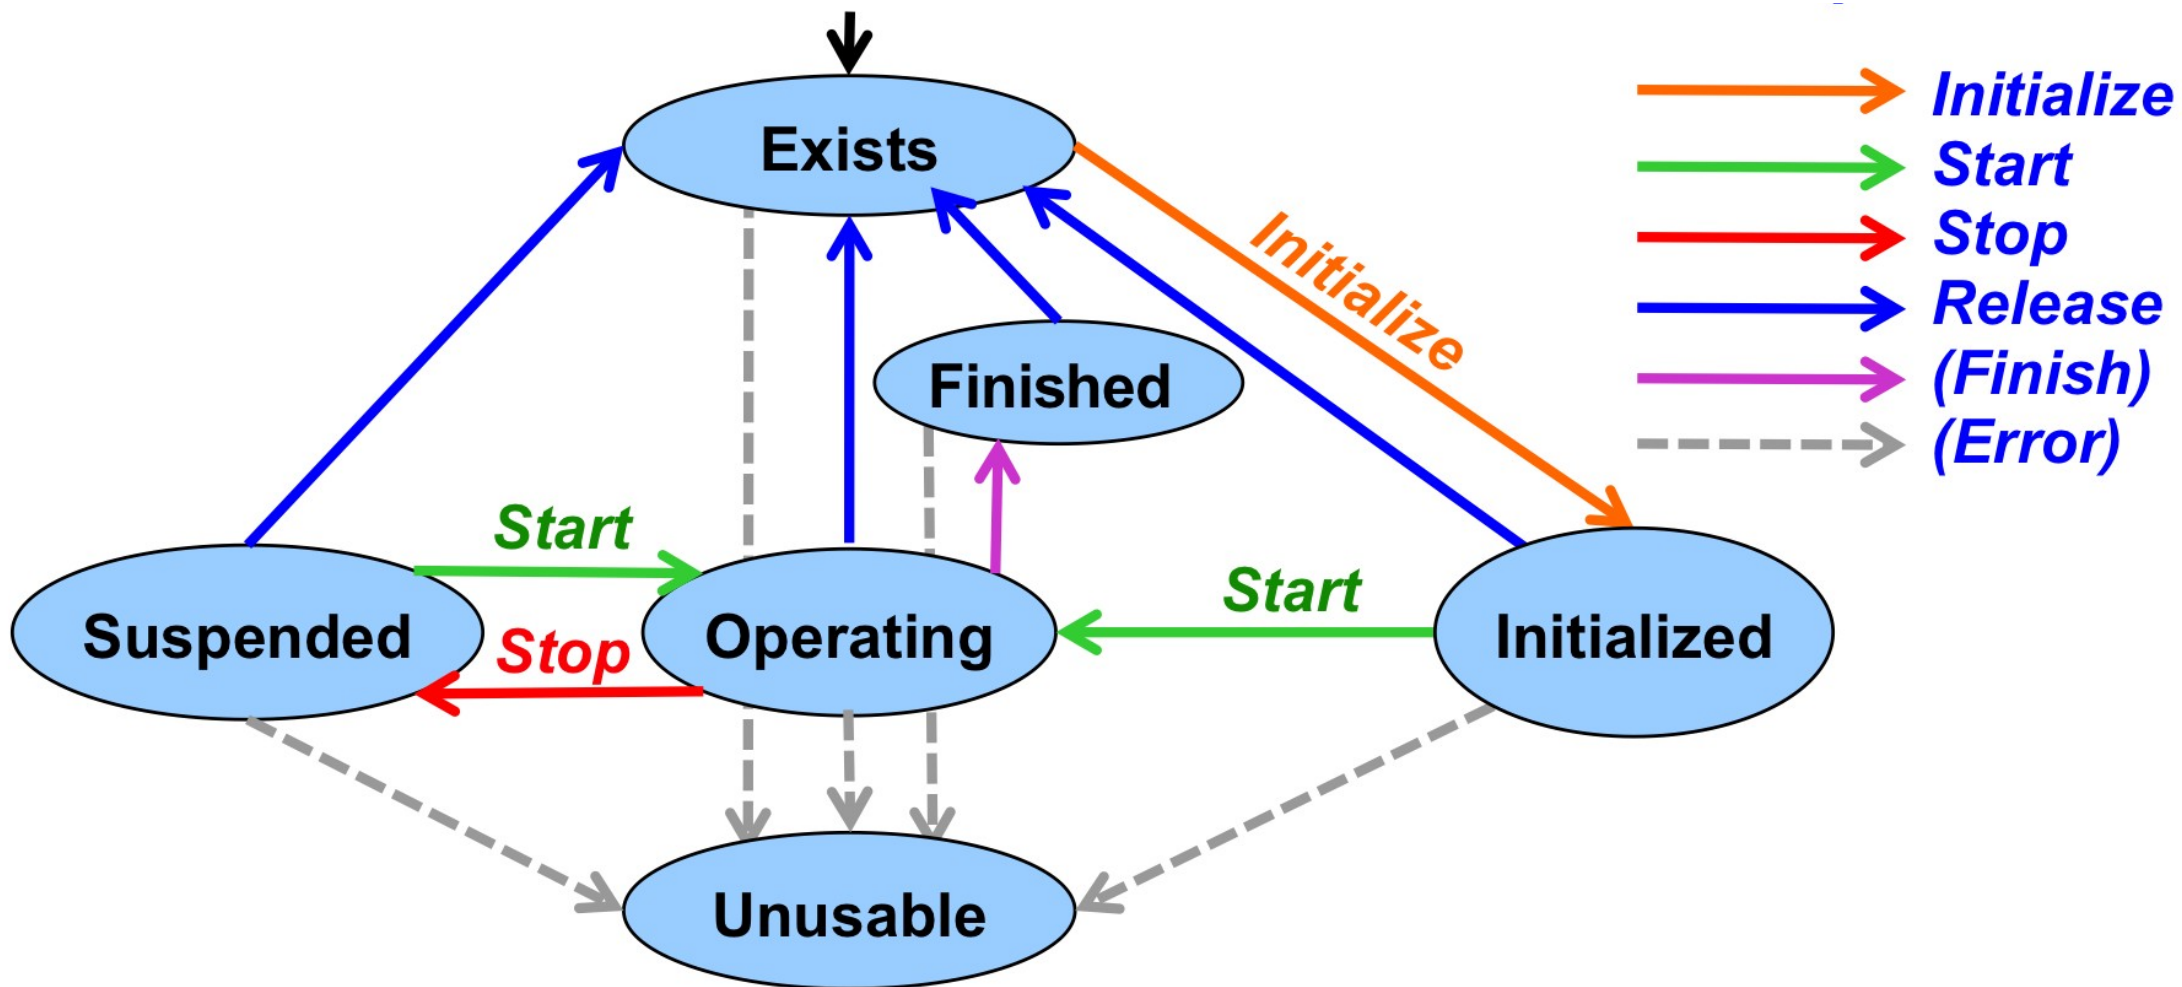 Exists
Initialize
Finished
Start
Suspended
Stop
Operating
Start
Initialized
Unusable
Initialize
Start
Stop
Release
(Finish)
(Error)